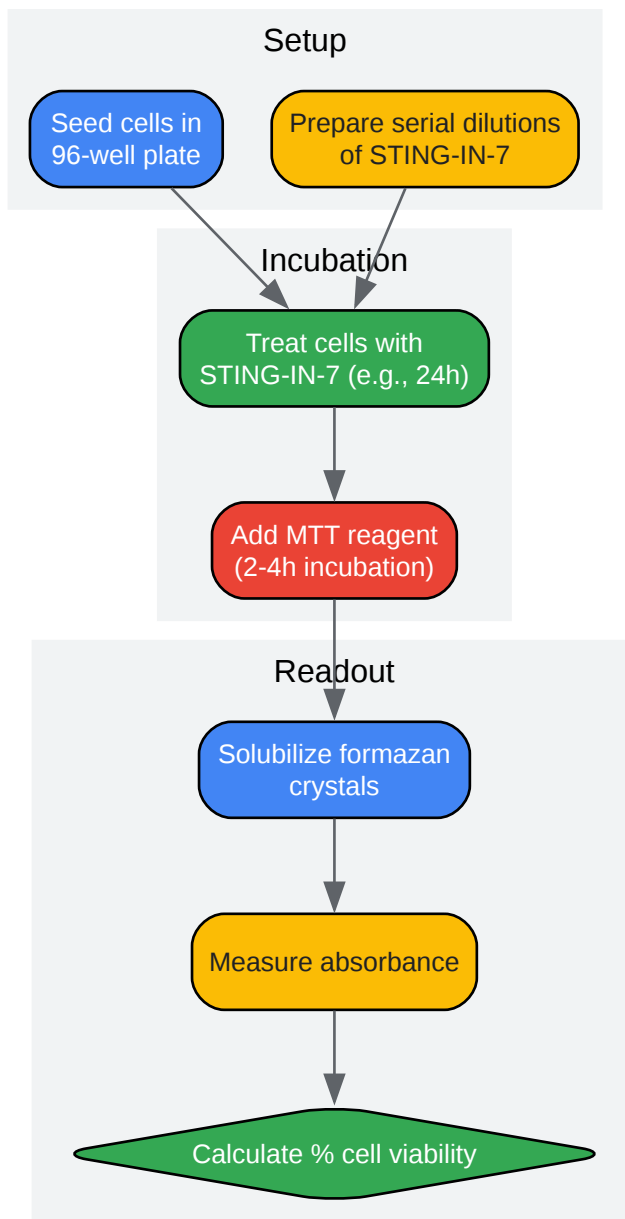 Setup
Seed cells in
96-well plate
Prepare serial dilutions
of STING-IN-7
Incubation
Treat cells with
STING-IN-7 (e.g., 24h)
Add MTT reagent
(2-4h incubation)
Readout
Solubilize formazan
crystals
Measure absorbance
Calculate % cell viability